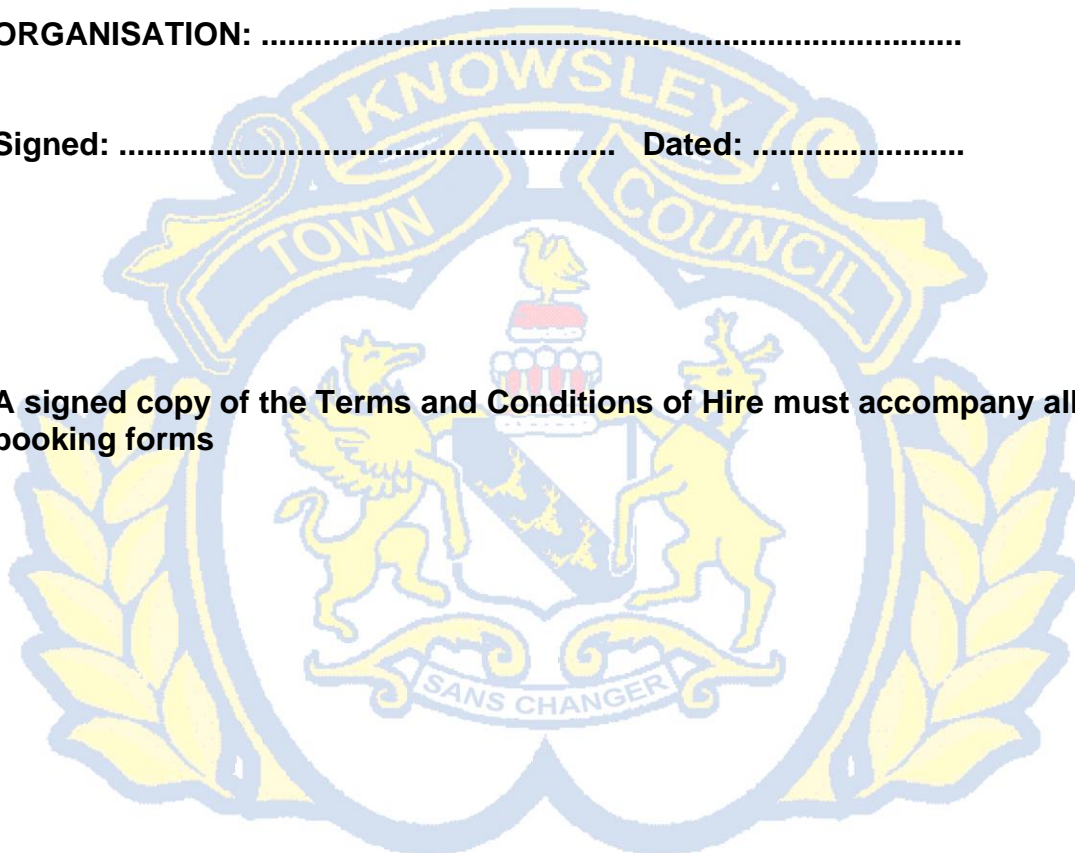 ORGANISATION: ...............................................................................
Signed: ........................................................ Dated: ........................
KNOWSLEY
TOWN COUNCIL
A signed copy of the Terms and Conditions of Hire must accompany all
booking forms
SANS CHANGER